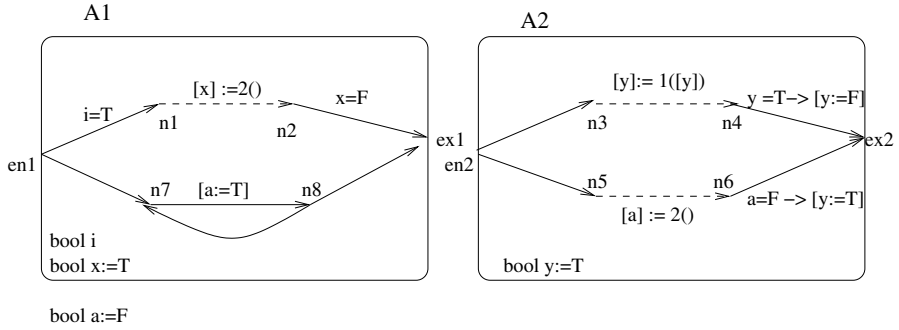 A1
A2
[x] :=2()
x=F
i=T
n1
n2
en1
ex1
n7
[a:=T]
n8
bool i
bool x:=T
bool a:=F
[y]:= 1([y])
y =T-> [y:=F]
n3
n4
en2
ex2
n5
n6
[a] := 2()
a=F -> [y:=T]
bool y:=T